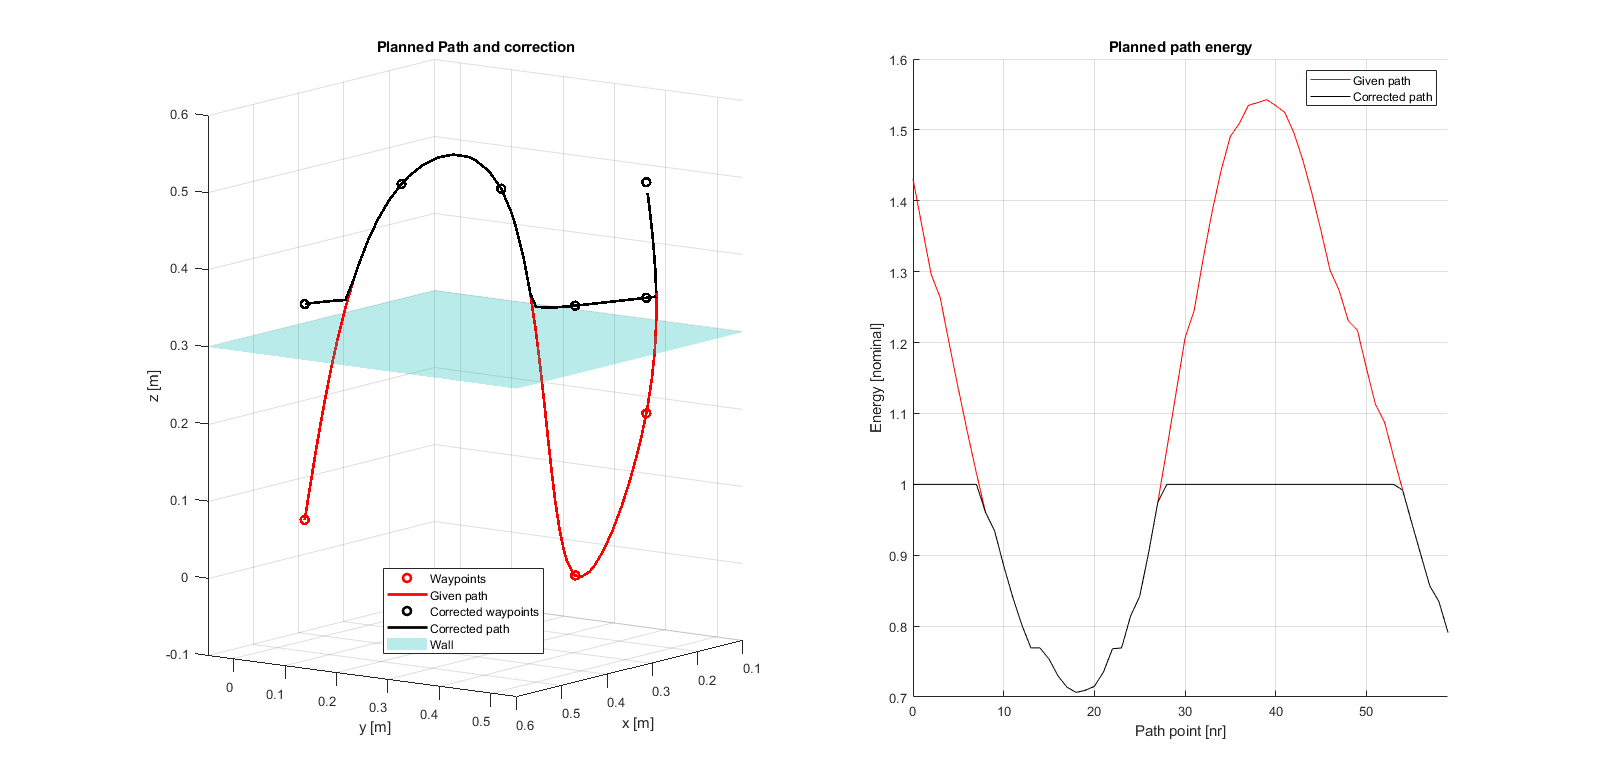 Planned Path and correction
0.6
0.5
0.4
0.3
0.2
0.1
0
-0.1
z [m]
0
0.1
0.2
0.3
0.4
0.5
y [m]
0.6
0.5
0.4
0.3
0.2
0.1
x [m]
Waypoints
Given path
Corrected waypoints
Corrected path
Wall
Planned path energy
1.6
1.5
1.4
1.3
1.2
1.1
1
0.9
0.8
0.7
Energy [nominal]
0
10
20
30
40
50
Path point [nr]
Given path
Corrected path